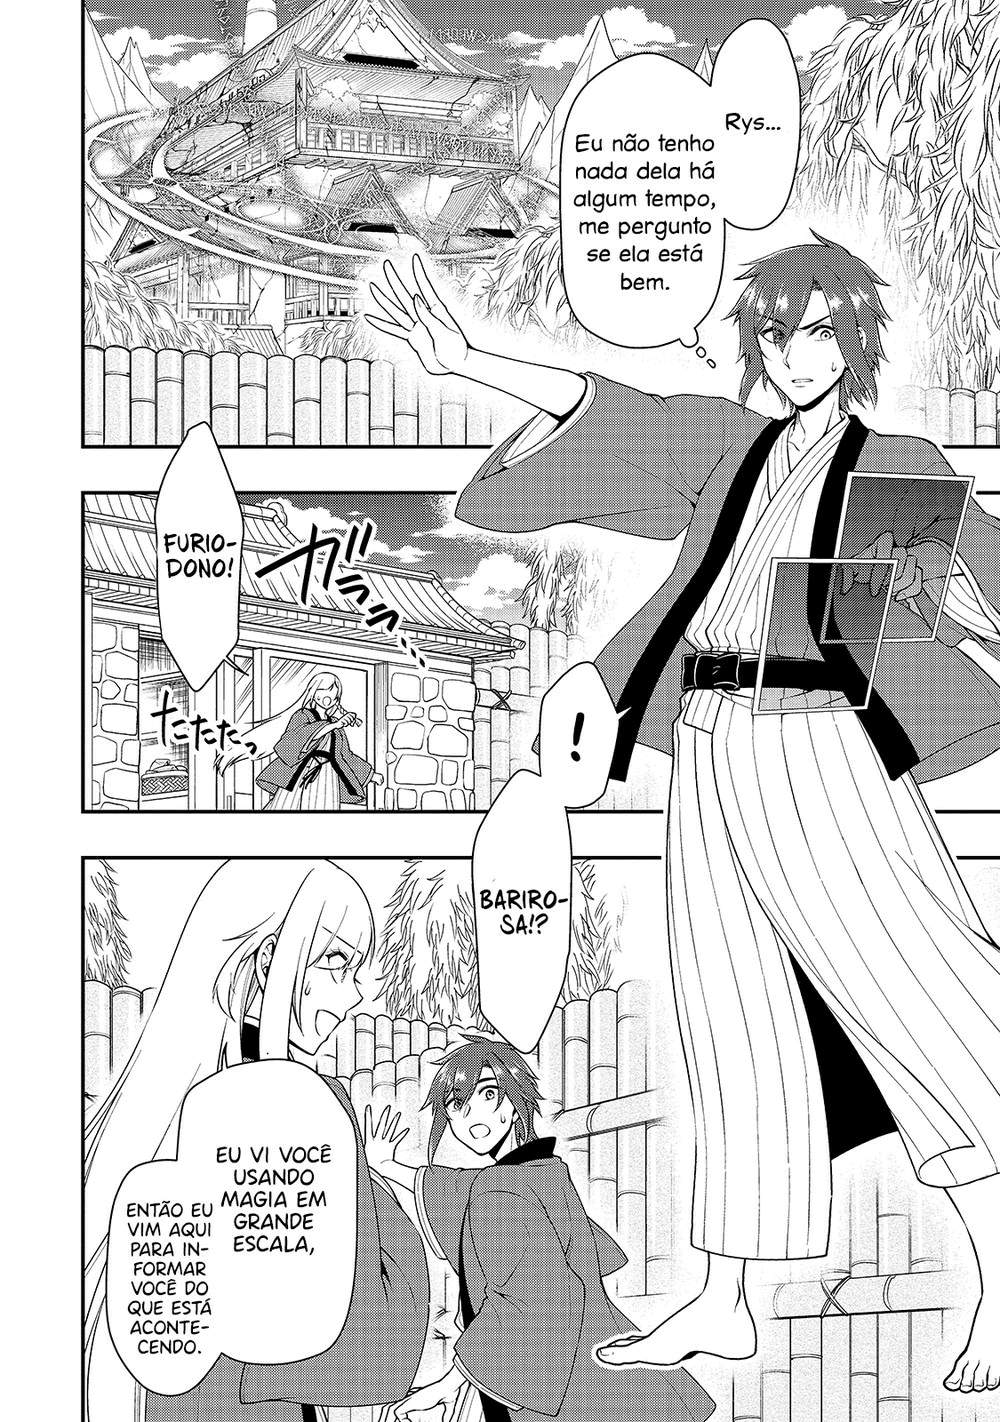 Rys...
Eu não tenho
nada dela há
algum tempo,
me pergunto
se ela está
bem.
FURIO-
DONO!
ガラララ...
たたたたっ
!
BARIRO-
SA!?
EU VI VOCÊ
USANDO
MAGIA EM
GRANDE
ESCALA,
ENTÃO EU
VIM AQUI
PARA IN-
FORMAR
VOCÊ DO
QUE ESTÁ
ACONTE-
CENDO.